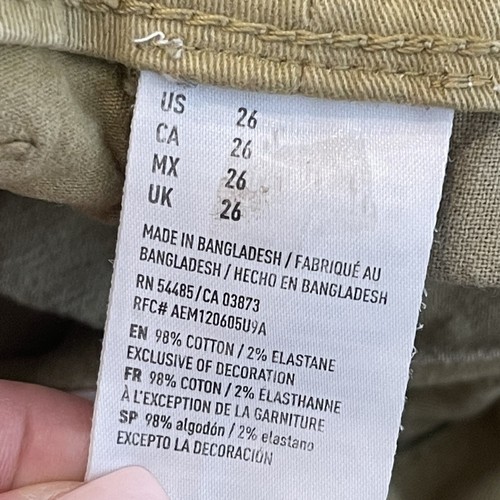 US 26
CA 26
MX 26
UK 26
MADE IN BANGLADESH / FABRIQUÉ AU
BANGLADESH / HECHO EN BANGLADESH
RN 54485/CA 03873
RFC# AEM120605U9A
EN 98% COTTON / 2% ELASTANE
EXCLUSIVE OF DECORATION
FR 98% COTON / 2% ÉLASTHANNE
À L'EXCEPTION DE LA GARNITURE
SP 98% algodón / 2% elastano
EXCEPTO LA DECORACIÓN